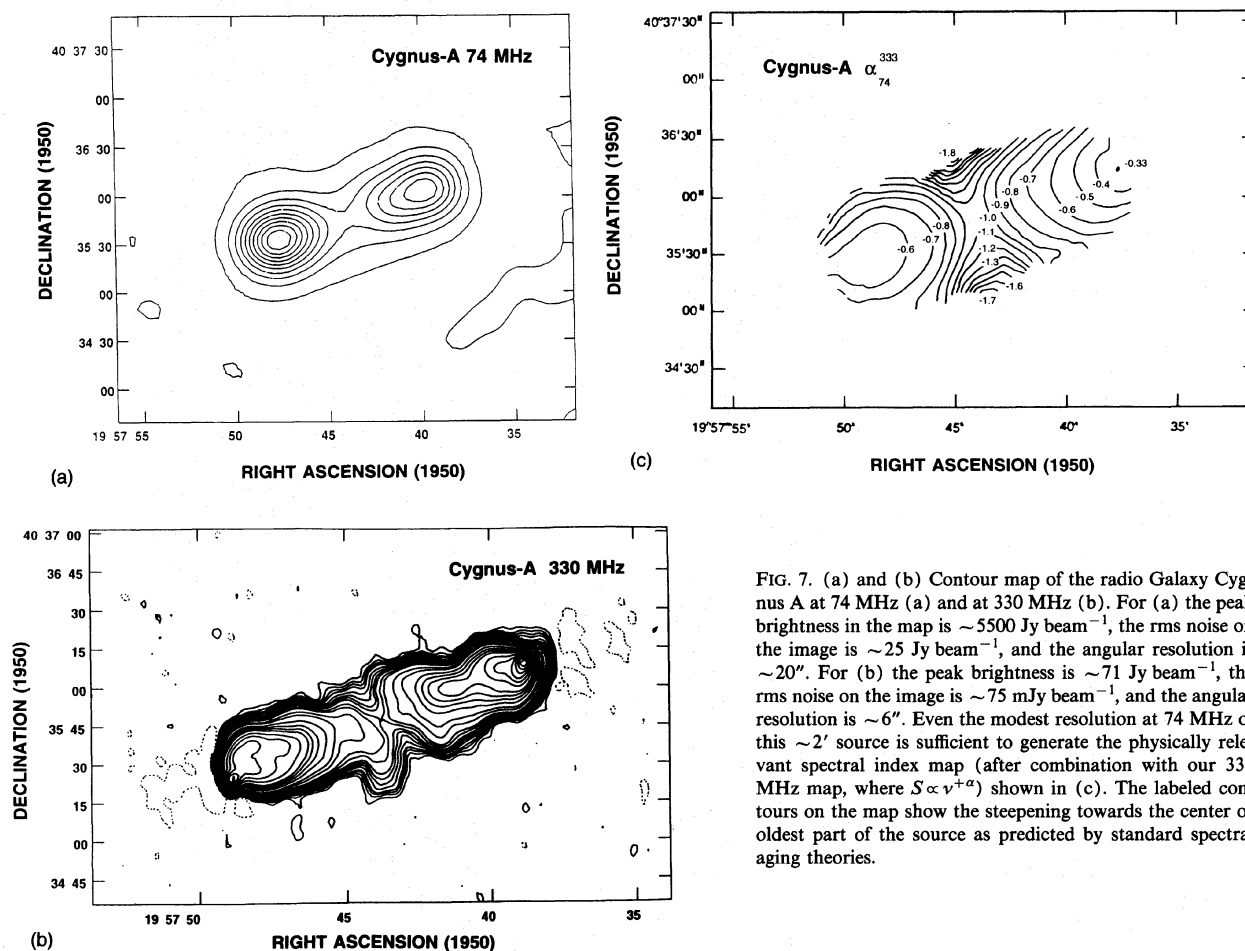 Cygnus-A 74 MHz
40 37 30
00
36 30
00
35 30
00
34 30
00
DECLINATION (1950)
19 57 55
50
45
40
35
RIGHT ASCENSION (1950)
(a)
Cygnus-A α 333 74
40°37'30"
00"
36'30"
00"
35'30"
00"
34'30"
DECLINATION (1950)
-1.8
-0.33
-0.4
-0.5
-0.6
-0.7
-0.8
-0.9
-1.0
-1.1
-1.2
-1.3
-1.6
-1.7
-0.8
-0.7
-0.6
19ʰ57ᵐ55ˢ
50ˢ
45ˢ
40ˢ
35ˢ
RIGHT ASCENSION (1950)
(c)
Cygnus-A 330 MHz
40 37 00
36 45
30
15
00
35 45
30
15
00
34 45
DECLINATION (1950)
19 57 50
45
40
35
RIGHT ASCENSION (1950)
(b)
FIG. 7. (a) and (b) Contour map of the radio Galaxy Cyg-
nus A at 74 MHz (a) and at 330 MHz (b). For (a) the peak
brightness in the map is ~5500 Jy beam⁻¹, the rms noise o
the image is ~25 Jy beam⁻¹, and the angular resolution i
~20″. For (b) the peak brightness is ~71 Jy beam⁻¹, th
rms noise on the image is ~75 mJy beam⁻¹, and the angula
resolution is ~6″. Even the modest resolution at 74 MHz o
this ~2′ source is sufficient to generate the physically rele
vant spectral index map (after combination with our 33
MHz map, where S∝ν⁺ᵅ) shown in (c). The labeled con
tours on the map show the steepening towards the center o
oldest part of the source as predicted by standard spectra
aging theories.